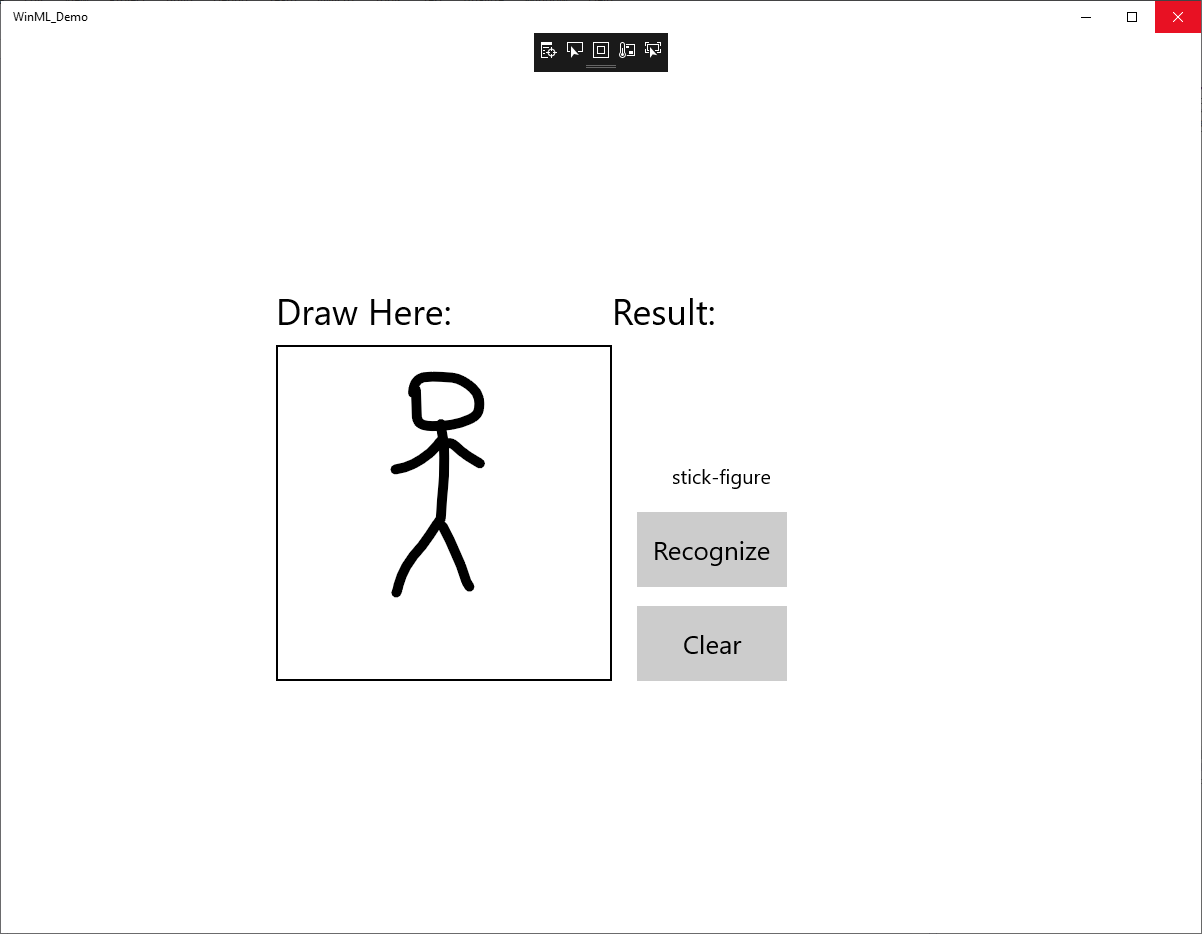 WinML_Demo
Draw Here:
Result:
stick-figure
Recognize
Clear